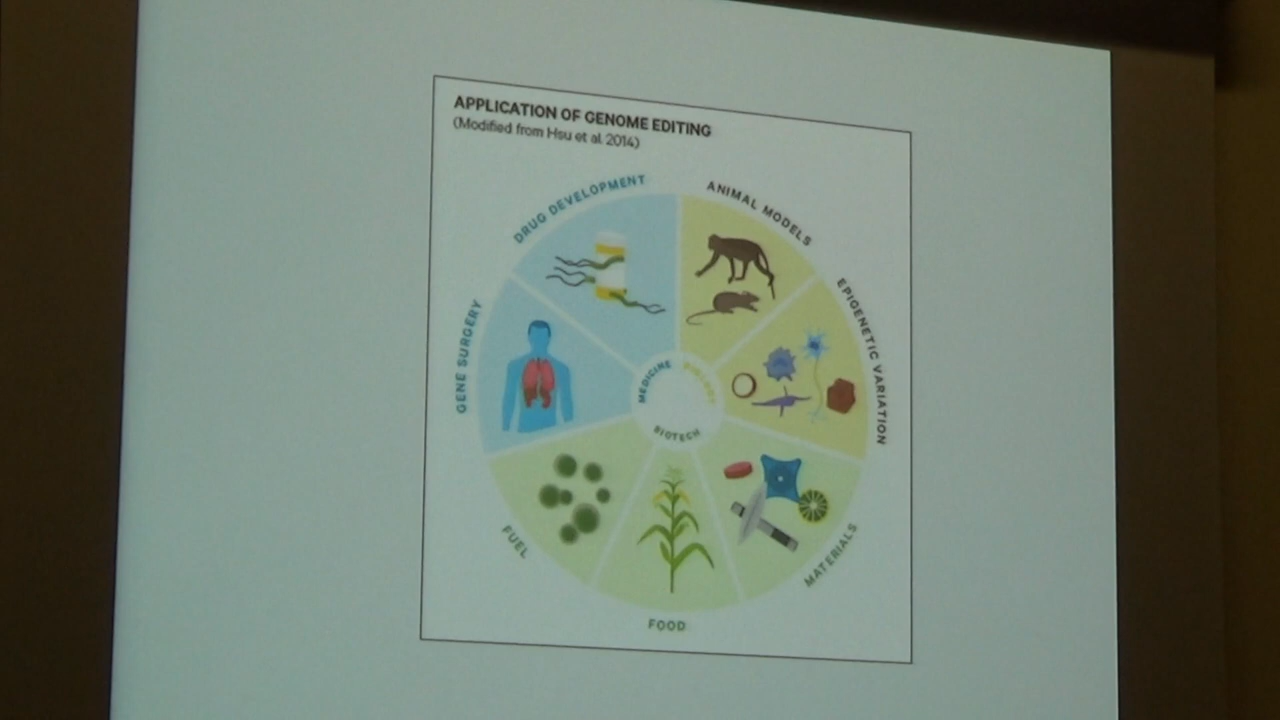 APPLICATION OF GENOME EDITING
(Modified from Hsu et al. 2014)
DRUG DEVELOPMENT
ANIMAL MODELS
EPIGENETIC VARIATION
GENE SURGERY
MEDICINE
BIOTECH
MATERIALS
FUEL
FOOD